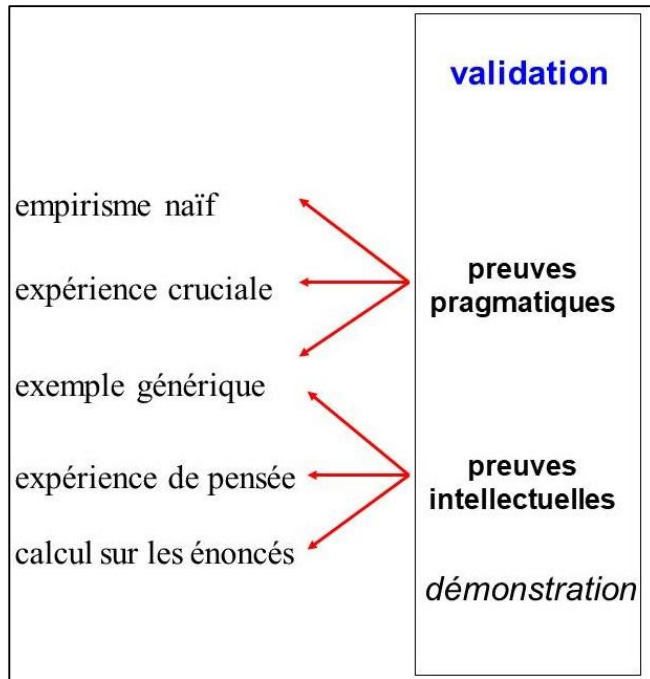 validation
empirisme naïf
expérience cruciale
preuves
pragmatiques
exemple générique
expérience de pensée
preuves
intellectuelles
calcul sur les énoncés
démonstration